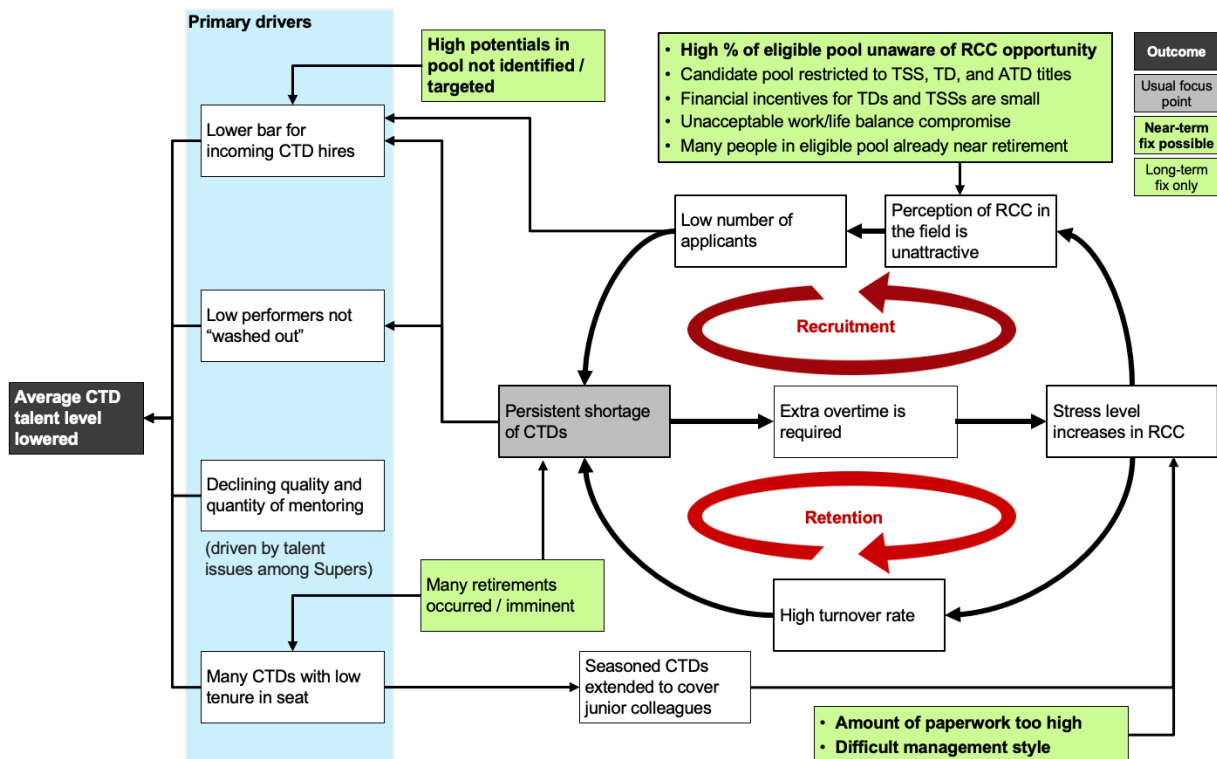 Primary drivers
High potentials in
pool not identified /
targeted
• High % of eligible pool unaware of RCC opportunity
• Candidate pool restricted to TSS, TD, and ATD titles
• Financial incentives for TDs and TSSs are small
• Unacceptable work/life balance compromise
• Many people in eligible pool already near retirement
Outcome
Usual focus
point
Near-term
fix possible
Long-term
fix only
Lower bar for
incoming CTD hires
Low number of
applicants
Perception of RCC in
the field is
unattractive
Recruitment
Low performers not
“washed out”
Average CTD
talent level
lowered
Persistent shortage
of CTDs
Extra overtime is
required
Stress level
increases in RCC
Declining quality and
quantity of mentoring
(driven by talent
issues among Supers)
Retention
Many retirements
occurred / imminent
High turnover rate
Many CTDs with low
tenure in seat
Seasoned CTDs
extended to cover
junior colleagues
• Amount of paperwork too high
• Difficult management style